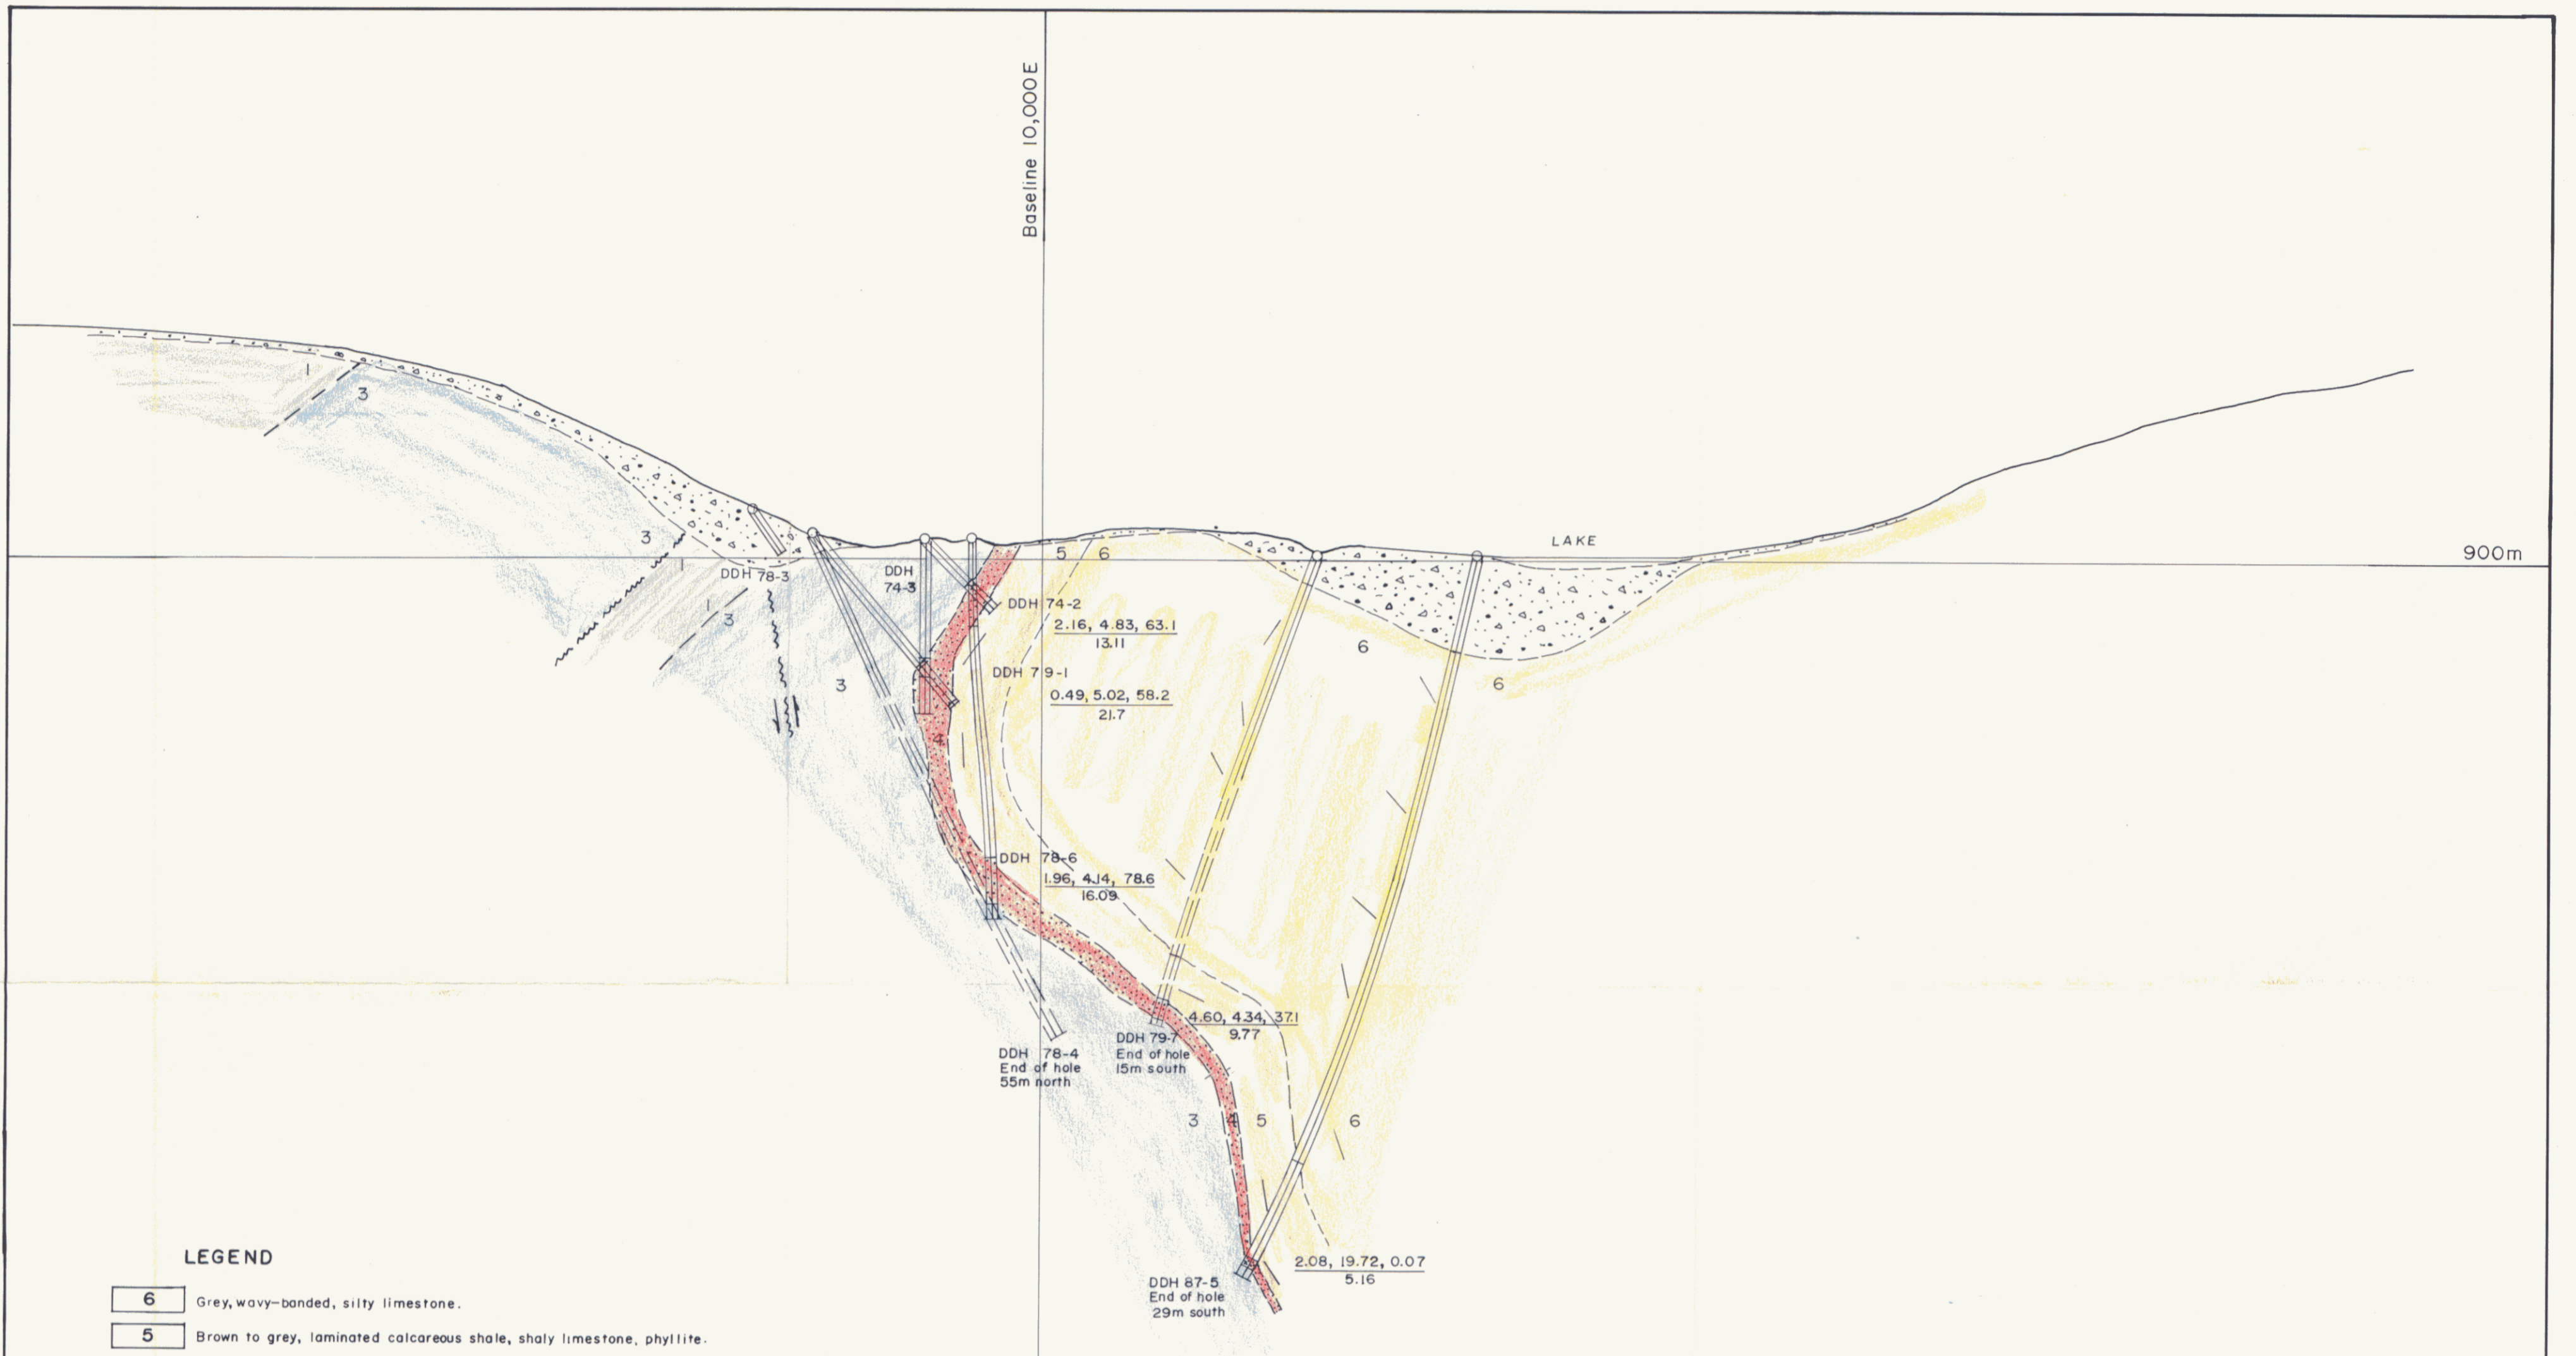 Baseline 10,000E
1
3
LAKE
900m
3
1
5
6
DDH 78-3
DDH
74-3
1
3
DDH 74-2
2.16, 4.83, 63.1
13.11
6
DDH 79-1
0.49, 5.02, 58.2
21.7
3
6
4
DDH 78-6
1.96, 4.14, 78.6
16.09
4.60, 4.34, 37.1
9.77
DDH 79-7
End of hole
15m south
DDH 78-4
End of hole
55m north
3
4
5
6
2.08, 19.72, 0.07
5.16
DDH 87-5
End of hole
29m south
LEGEND
6 Grey, wavy-banded, silty limestone.
5 Brown to grey, laminated calcareous shale, shaly limestone, phyllite.